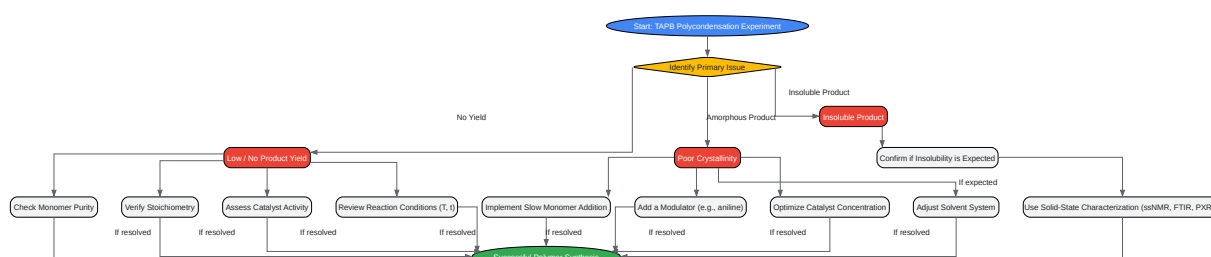 Start: TAPB Polycondensation Experiment
Identify Primary Issue
Insoluble Product
No Yield
Amorphous Product
Insoluble Product
Low / No Product Yield
Poor Crystallinity
Confirm if Insolubility is Expected
If expected
Check Monomer Purity
Verify Stoichiometry
Assess Catalyst Activity
Review Reaction Conditions (T, t)
Implement Slow Monomer Addition
Add a Modulator (e.g., aniline)
Optimize Catalyst Concentration
Adjust Solvent System
Use Solid-State Characterization (ssNMR, FTIR, PXR
If resolved
If resolved
If resolved
If resolved
If resolved
If resolved
If resolved
If resolved
Successful Polymer Synthesis